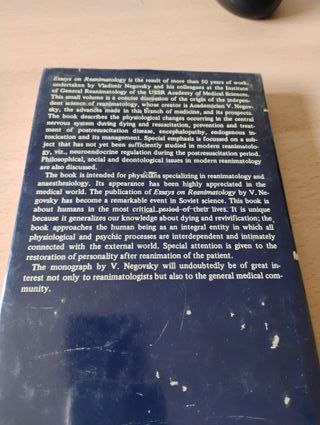 Essays on Reanimatology is the result of more than 50 years of work,
undertaken by Vladimir Negovsky and his colleagues at the Institute
of General Reanimatology of the USSR Academy of Medical Sciences.
This small volume is a concise discussion of the origin of the indepen-
dent science of reanimatology, whose creator is Academician V. Negov-
sky, the advances made in this branch of medicine, and its prospects.
The book describes the physiological changes occurring in the central
nervous system during dying and resuscitation, prevention and treat-
ment of postresuscitation disease, encephalopathy, endogenous in-
toxication and its management. Special emphasis is focussed on a sub-
ject that has not yet been sufficiently studied in modern reanimatolo-
gy, viz., neuroendocrine regulation during the postresuscitation period.
Philosophical, social and deontological issues in modern reanimatology
are also discussed.
The book is intended for physicians specializing in reanimatology and
anaesthesiology. Its appearance has been highly appreciated in the
medical world. The publication of Essays on Reanimatology by V. Ne-
govsky has become a remarkable event in Soviet science. This book is
about humans in the most critical period of their lives. It is unique
because it generalizes our knowledge about dying and revivification; the
book approaches the human being as an integral entity in which all
physiological and psychic processes are interdependent and intimately
connected with the external world. Special attention is given to the
restoration of personality after reanimation of the patient.
The monograph by V. Negovsky will undoubtedly be of great in-
terest not only to reanimatologists but also to the general medical com-
munity.